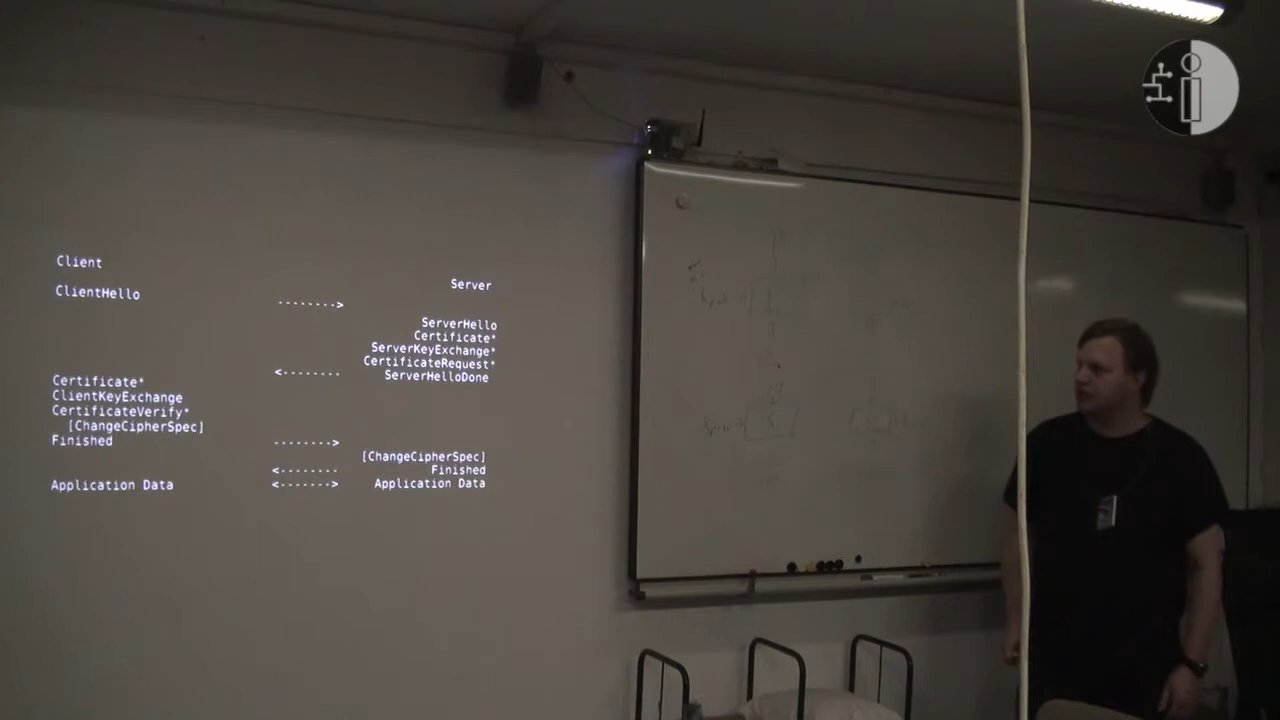 Client
Server
ClientHello
-------->
ServerHello
Certificate*
ServerKeyExchange*
CertificateRequest*
<-------- ServerHelloDone
Certificate*
ClientKeyExchange
CertificateVerify*
[ChangeCipherSpec]
Finished -------->
[ChangeCipherSpec]
<-------- Finished
Application Data <-------> Application Data